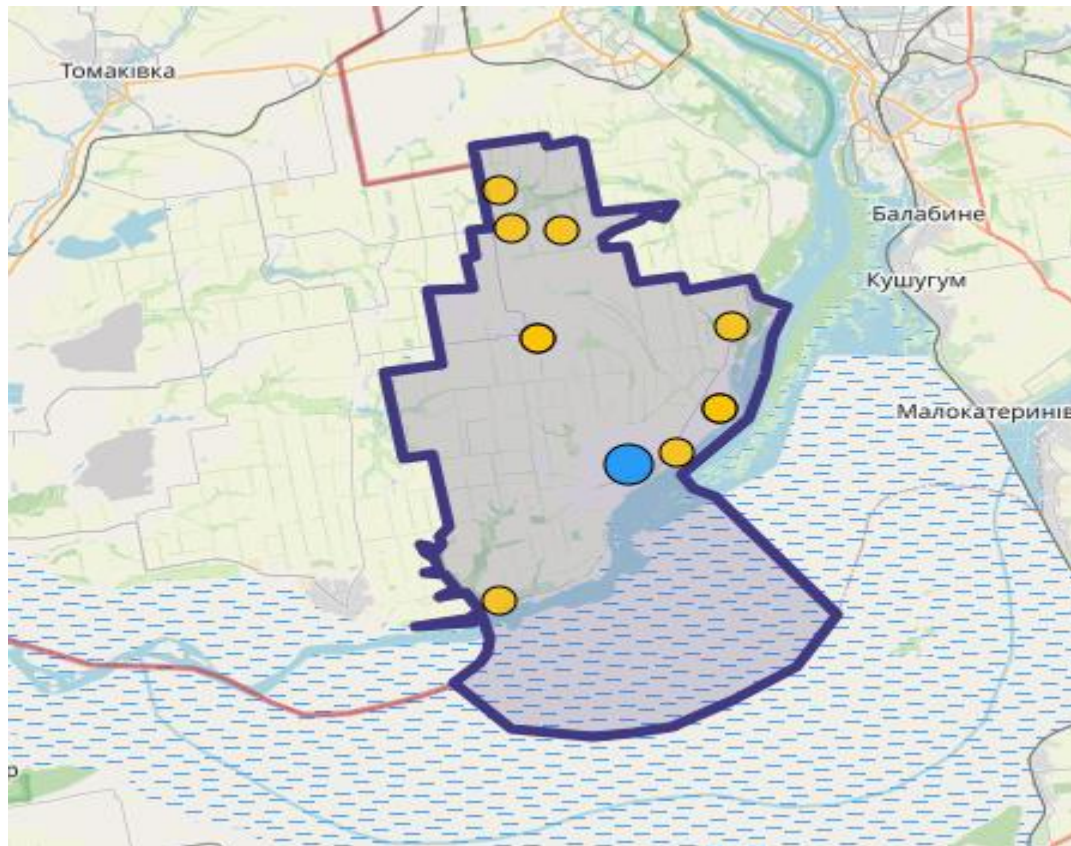 Томаківка
Балабине
Кушугум
Малокатеринів
р